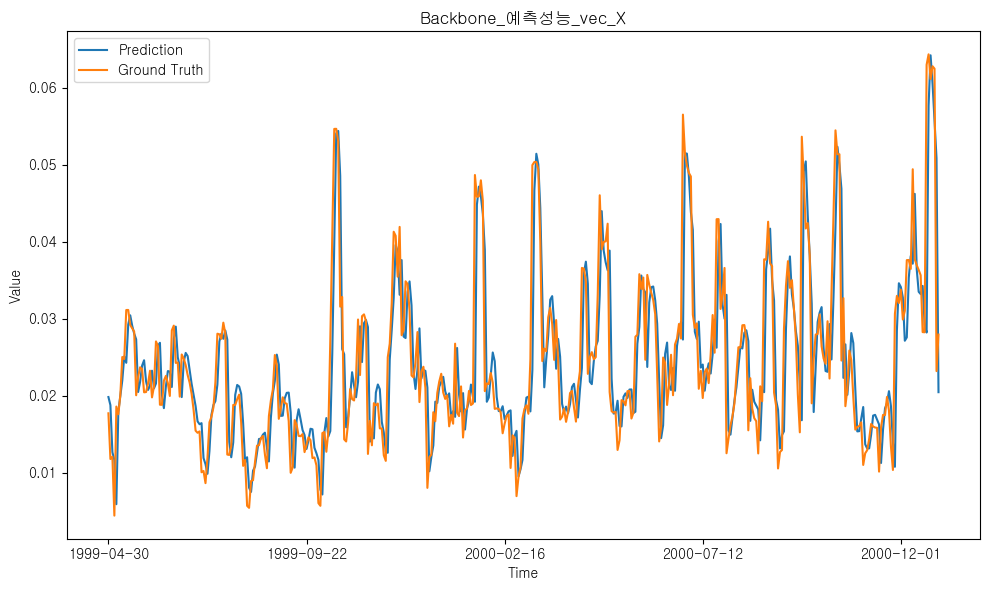 Backbone_예측성능_vec_X
Prediction
Ground Truth
Value
0.06
0.05
0.04
0.03
0.02
0.01
1999-04-30
1999-09-22
2000-02-16
2000-07-12
2000-12-01
Time